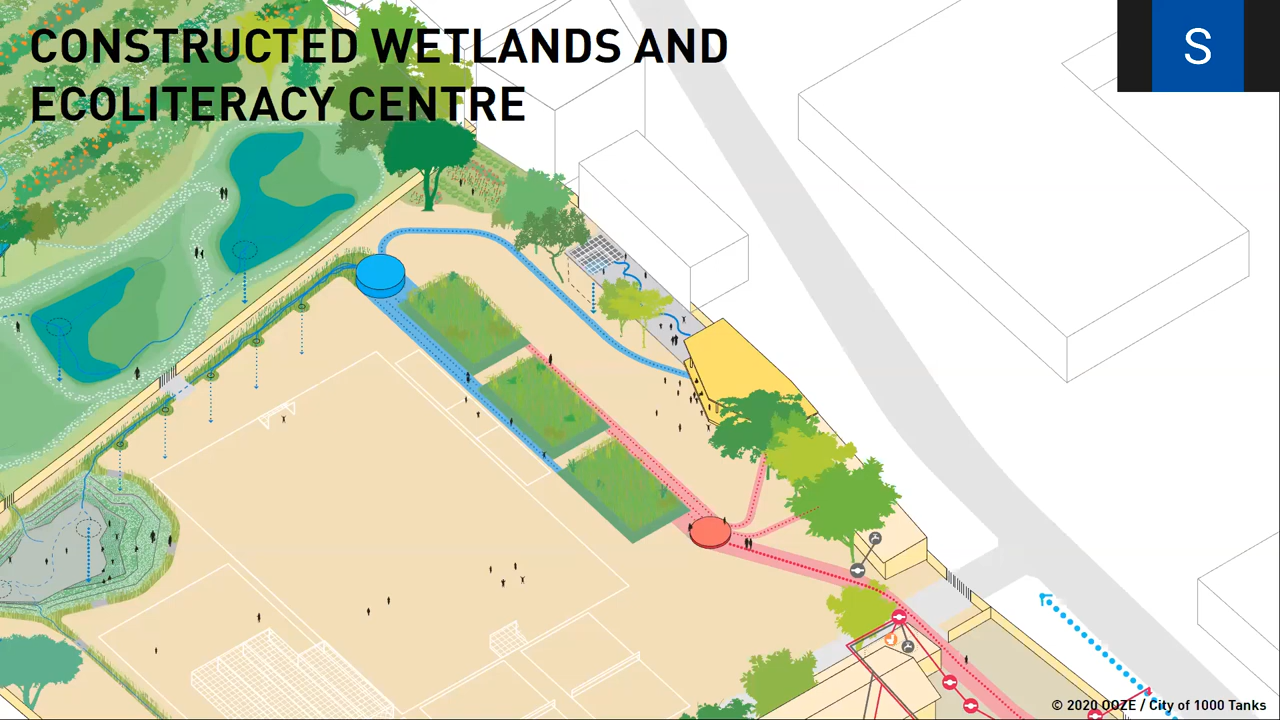 CONSTRUCTED WETLANDS AND
ECOLITERACY CENTRE
S
© 2020 OOZE / City of 1000 Tanks